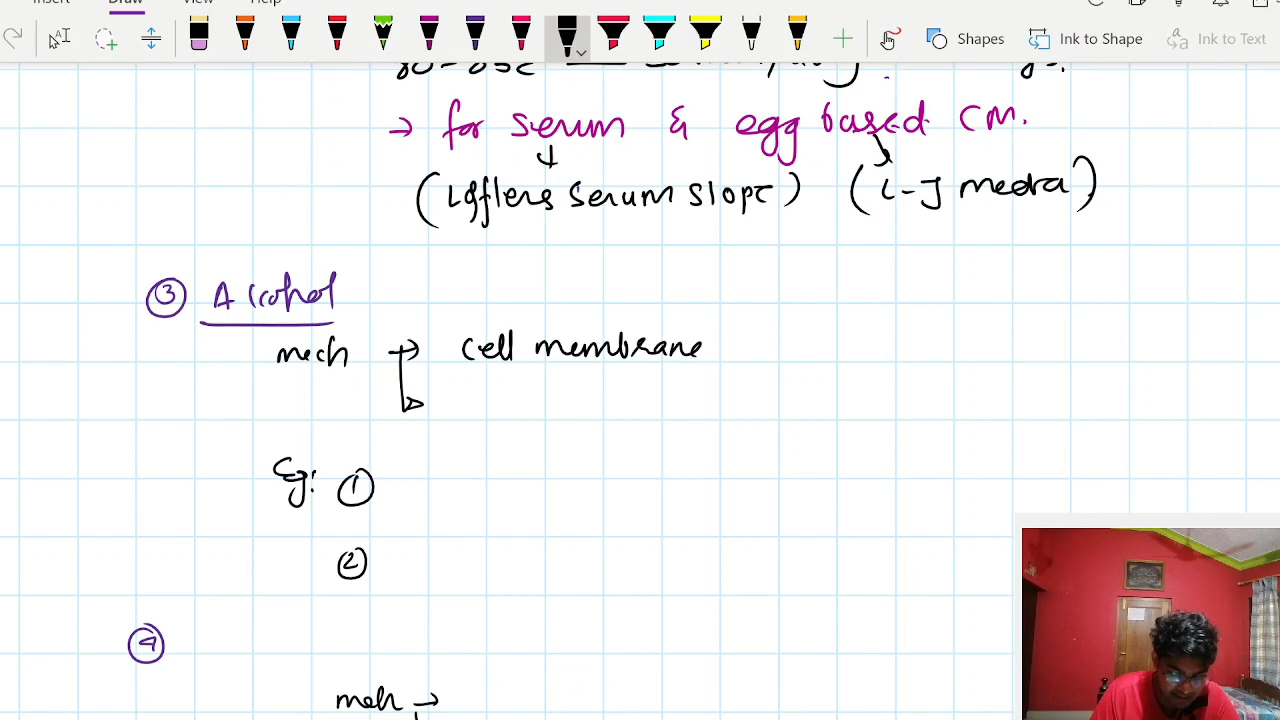 Insert Draw View Help
Shapes Ink to Shape Ink to Text
→ for serum & egg based CM.
(Lofflers serum slope) (L-J media)
③ Alcohol
mech → cell membrane
Eg: ①
②
④
mech →